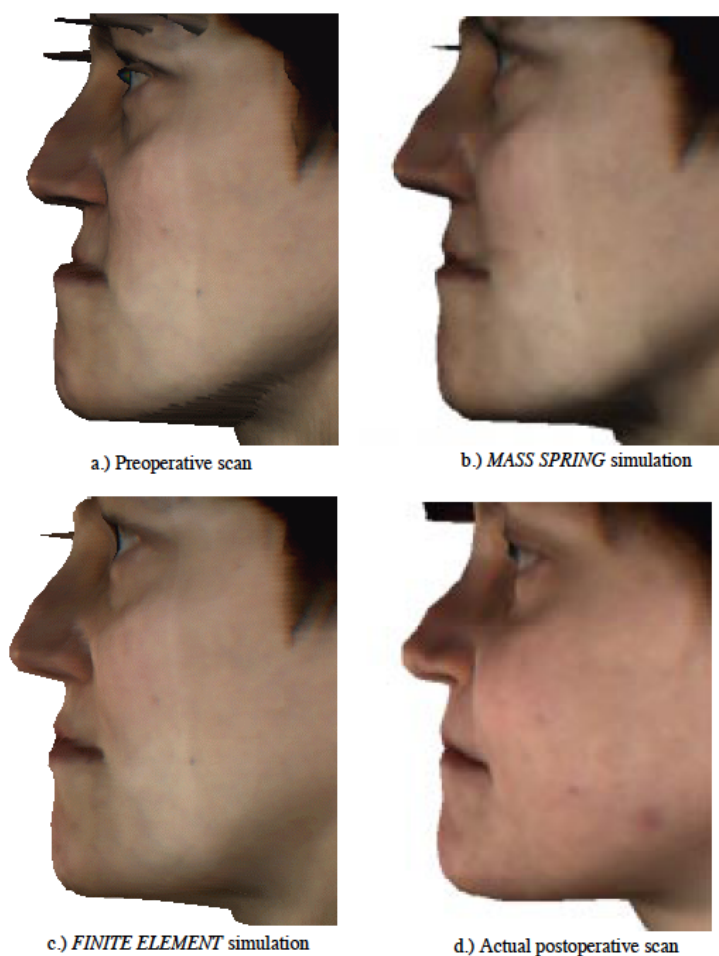 a.) Preoperative scan
b.) MASS SPRING simulation
c.) FINITE ELEMENT simulation
d.) Actual postoperative scan